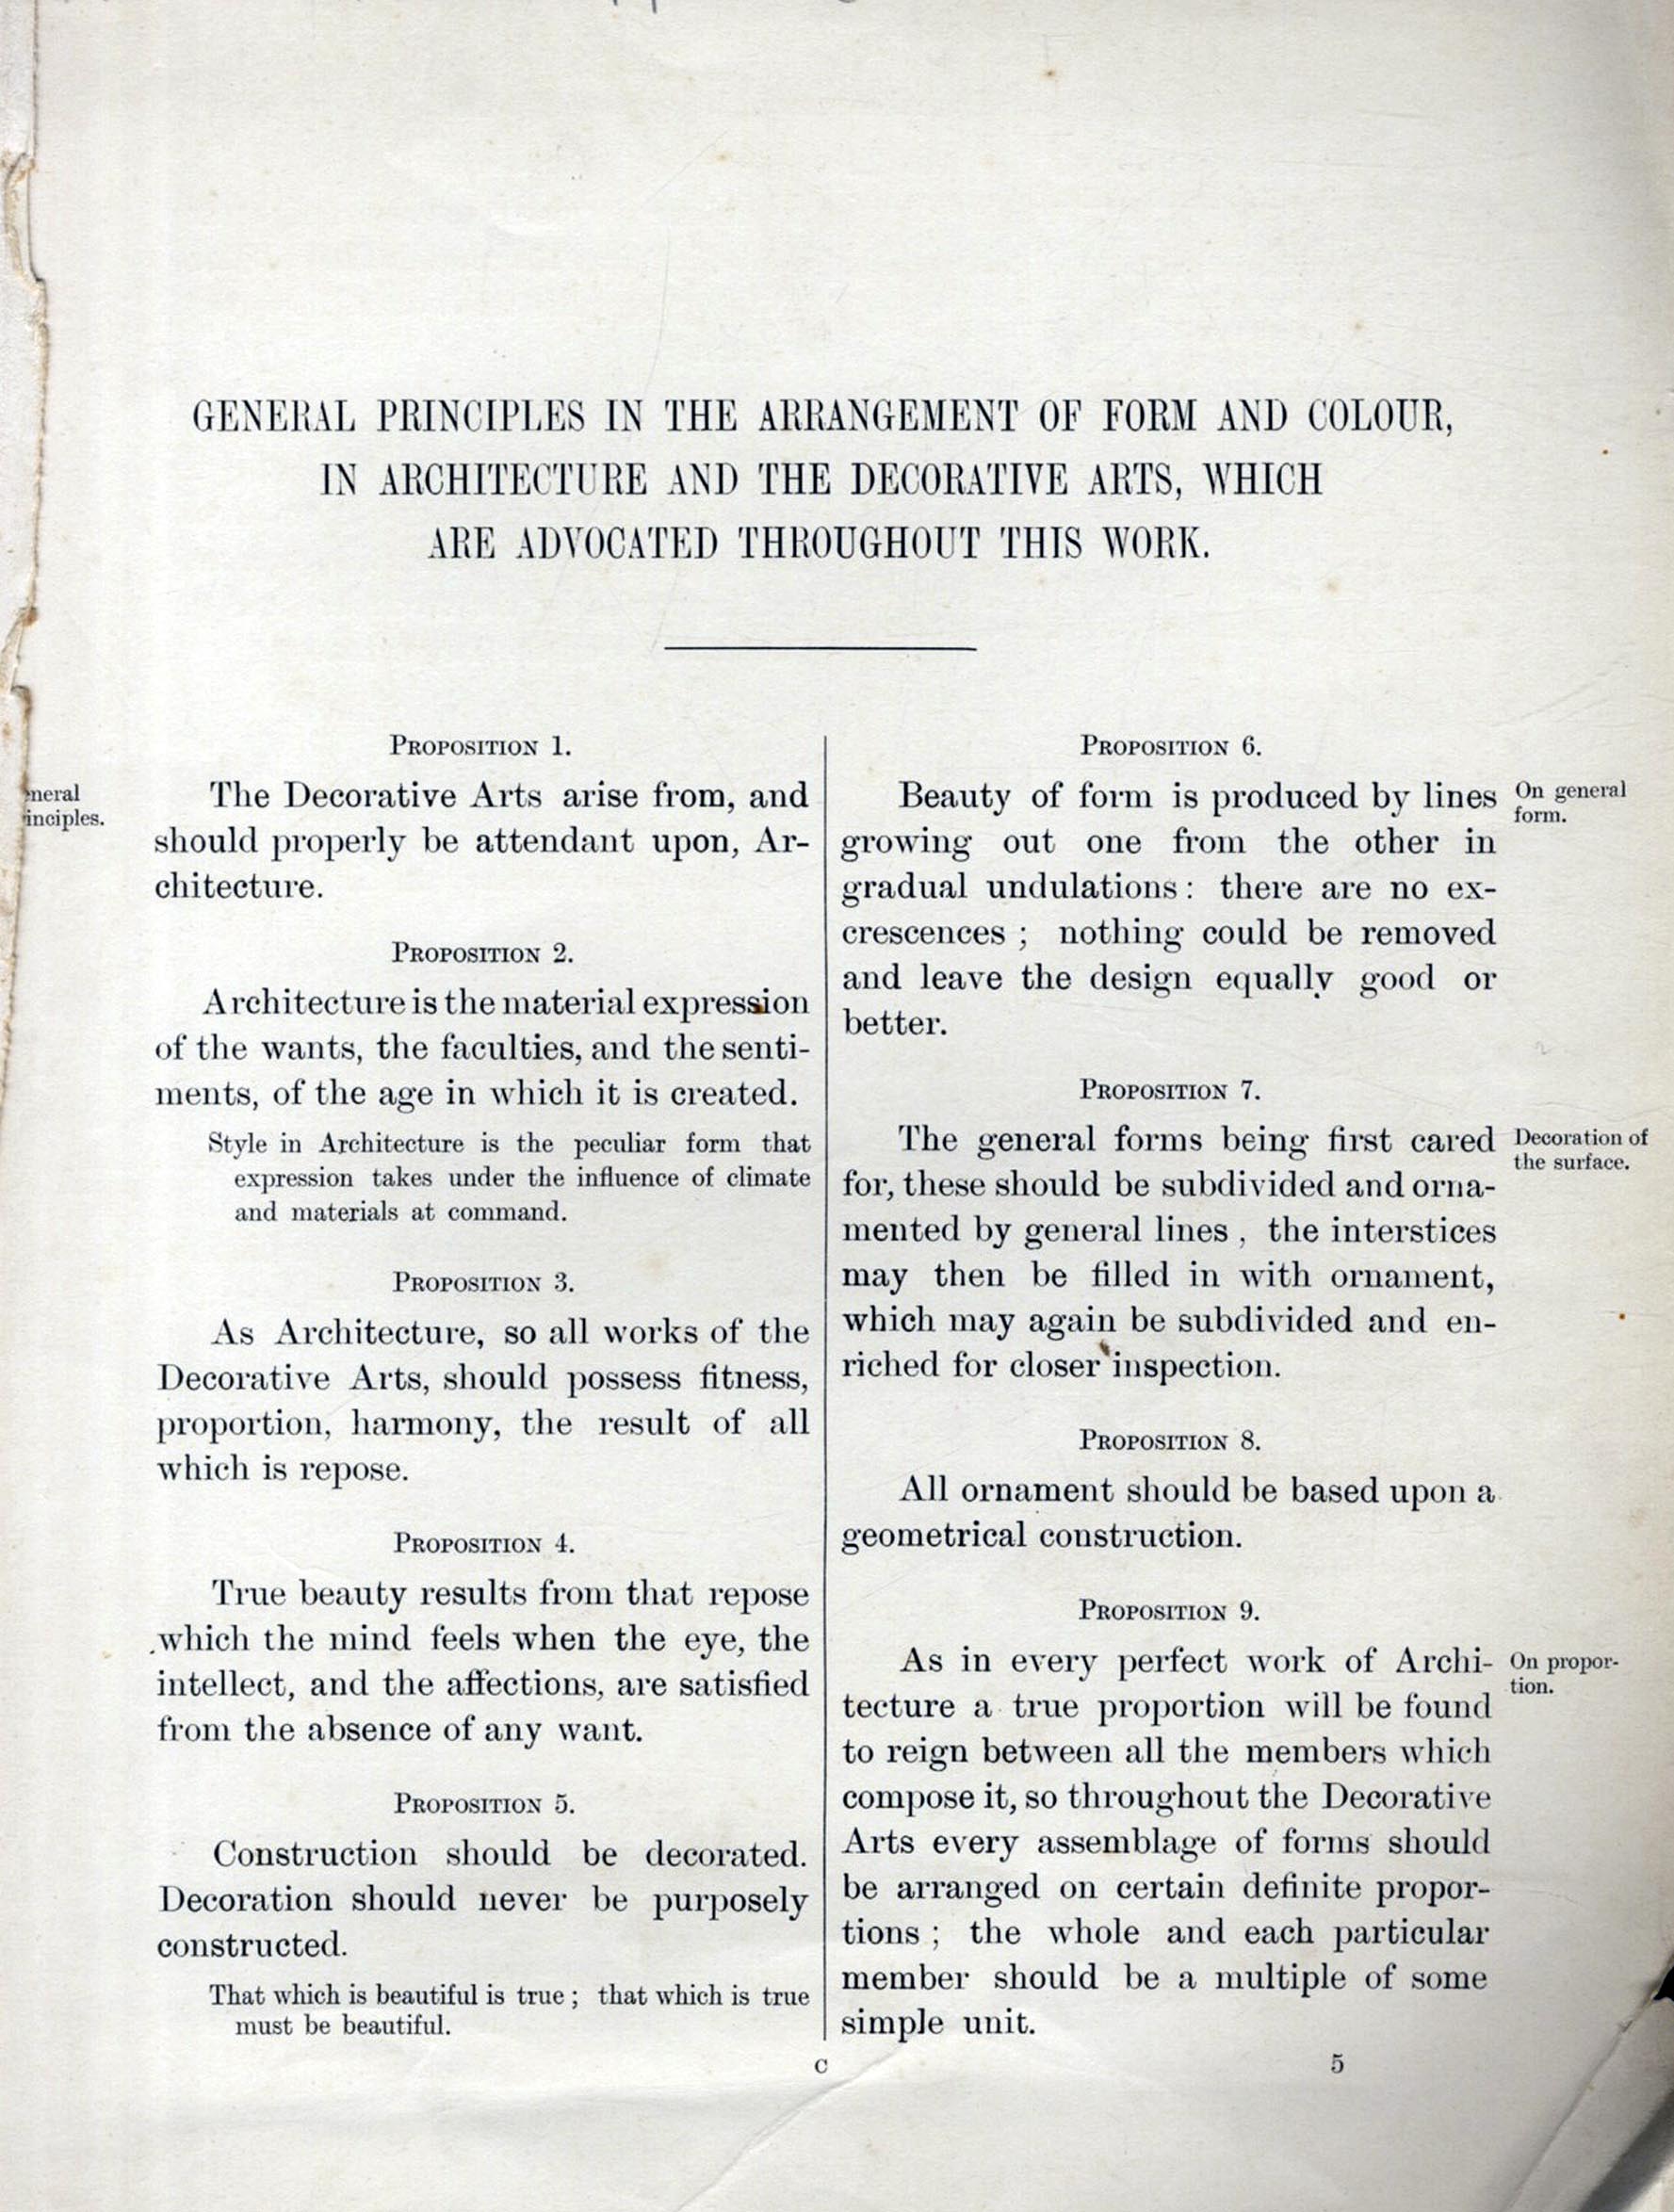 GENERAL PRINCIPLES IN THE ARRANGEMENT OF FORM AND COLOUR,
IN ARCHITECTURE AND THE DECORATIVE ARTS, WHICH
ARE ADVOCATED THROUGHOUT THIS WORK.
PROPOSITION 1.
neral
inciples.
The Decorative Arts arise from, and
should properly be attendant upon, Ar-
chitecture.
PROPOSITION 2.
Architecture is the material expression
of the wants, the faculties, and the senti-
ments, of the age in which it is created.
Style in Architecture is the peculiar form that
expression takes under the influence of climate
and materials at command.
PROPOSITION 3.
As Architecture, so all works of the
Decorative Arts, should possess fitness,
proportion, harmony, the result of all
which is repose.
PROPOSITION 4.
True beauty results from that repose
which the mind feels when the eye, the
intellect, and the affections, are satisfied
from the absence of any want.
PROPOSITION 5.
Construction should be decorated.
Decoration should never be purposely
constructed.
That which is beautiful is true; that which is true
must be beautiful.
PROPOSITION 6.
Beauty of form is produced by lines
growing out one from the other in
gradual undulations: there are no ex-
crescences; nothing could be removed
and leave the design equally good or
better.
On general
form.
PROPOSITION 7.
The general forms being first cared
for, these should be subdivided and orna-
mented by general lines, the interstices
may then be filled in with ornament,
which may again be subdivided and en-
riched for closer inspection.
Decoration of
the surface.
PROPOSITION 8.
All ornament should be based upon a
geometrical construction.
PROPOSITION 9.
As in every perfect work of Archi-
tecture a true proportion will be found
to reign between all the members which
compose it, so throughout the Decorative
Arts every assemblage of forms should
be arranged on certain definite propor-
tions; the whole and each particular
member should be a multiple of some
simple unit.
On propor-
tion.
C
5